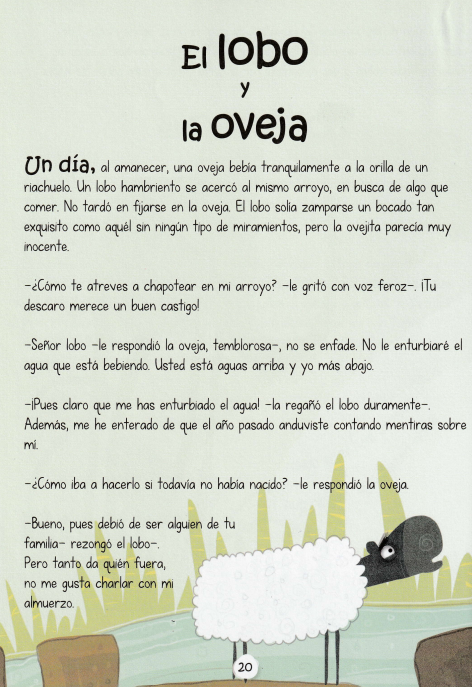 El lobo
y
la oveja
Un día, al amanecer, una oveja bebía tranquilamente a la orilla de un
riachuelo. Un lobo hambriento se acercó al mismo arroyo, en busca de algo que
comer. No tardó en fijarse en la oveja. El lobo solía zamparse un bocado tan
exquisito como aquél sin ningún tipo de miramientos, pero la ovejita parecía muy
inocente.
-¿Cómo te atreves a chapotear en mi arroyo? -le gritó con voz feroz-. ¡Tu
descaro merece un buen castigo!
-Señor lobo -le respondió la oveja, temblorosa-, no se enfade. No le enturbiaré el
agua que está bebiendo. Usted está aguas arriba y yo más abajo.
-¡Pues claro que me has enturbiado el agua! -la regañó el lobo duramente-.
Además, me he enterado de que el año pasado anduviste contando mentiras sobre
mí.
-¿Cómo iba a hacerlo si todavía no había nacido? -le respondió la oveja.
-Bueno, pues debió de ser alguien de tu
familia- rezongó el lobo-.
Pero tanto da quién fuera,
no me gusta charlar con mi
almuerzo.
20